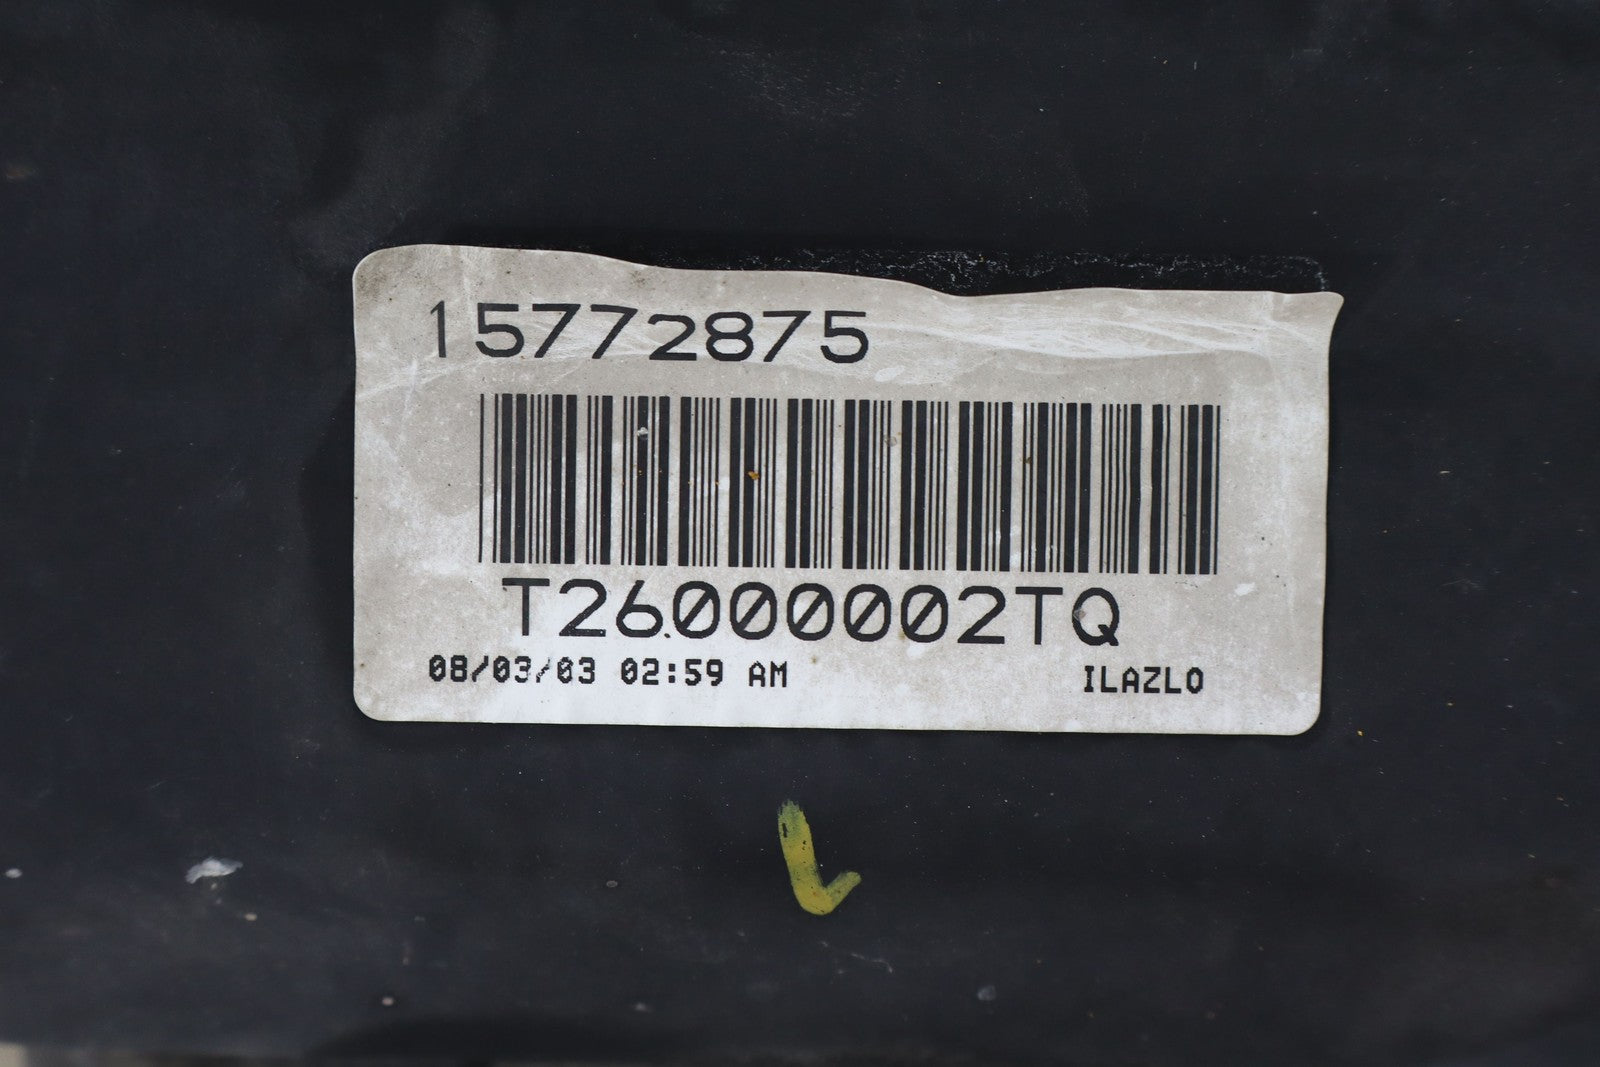 15772875
T26000002TQ
08/03/03 02:59 AM
ILAZLO